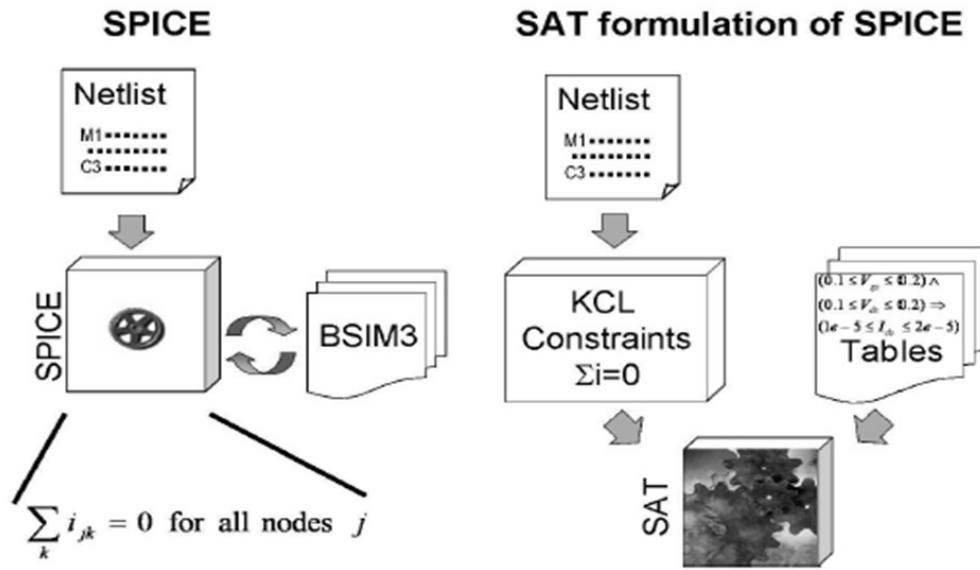 SPICE
Netlist
M1
C3
SPICE
BSIM3
∑ i_jk = 0 for all nodes j
k
SAT formulation of SPICE
Netlist
M1
C3
KCL
Constraints
Σi=0
(0.1 ≤ V_gs ≤ 0.2) ∧
(0.1 ≤ V_ds ≤ 0.2) ⇒
(1e-5 ≤ I_ds ≤ 2e-5)
Tables
SAT